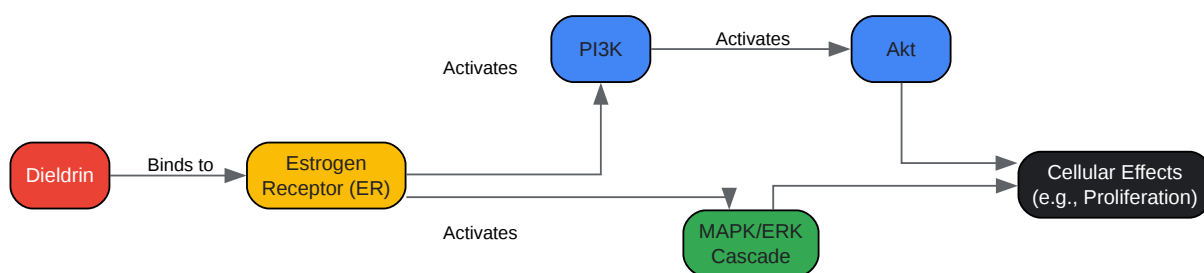 PI3K
Activates
Akt
Activates
Dieldrin
Binds to
Estrogen
Receptor (ER)
Cellular Effects
(e.g., Proliferation)
Activates
MAPK/ERK
Cascade